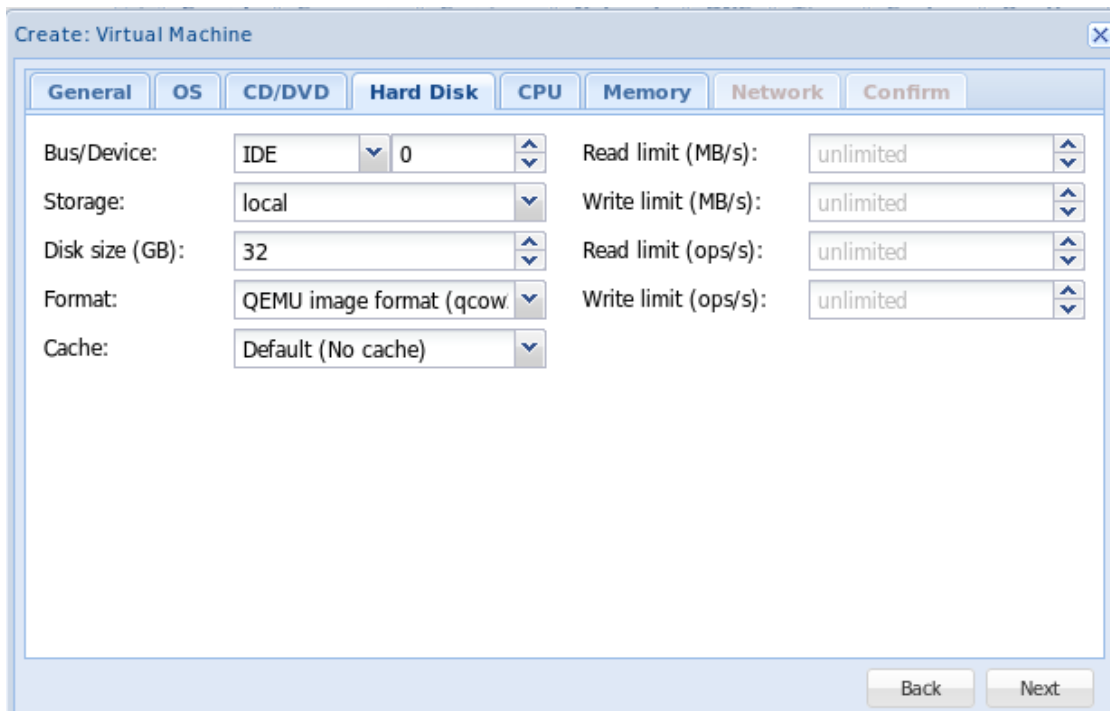 Create: Virtual Machine
General OS CD/DVD Hard Disk CPU Memory Network Confirm
Bus/Device: IDE 0 Read limit (MB/s): unlimited
Storage: local Write limit (MB/s): unlimited
Disk size (GB): 32 Read limit (ops/s): unlimited
Format: QEMU image format (qcow Write limit (ops/s): unlimited
Cache: Default (No cache)
Back Next